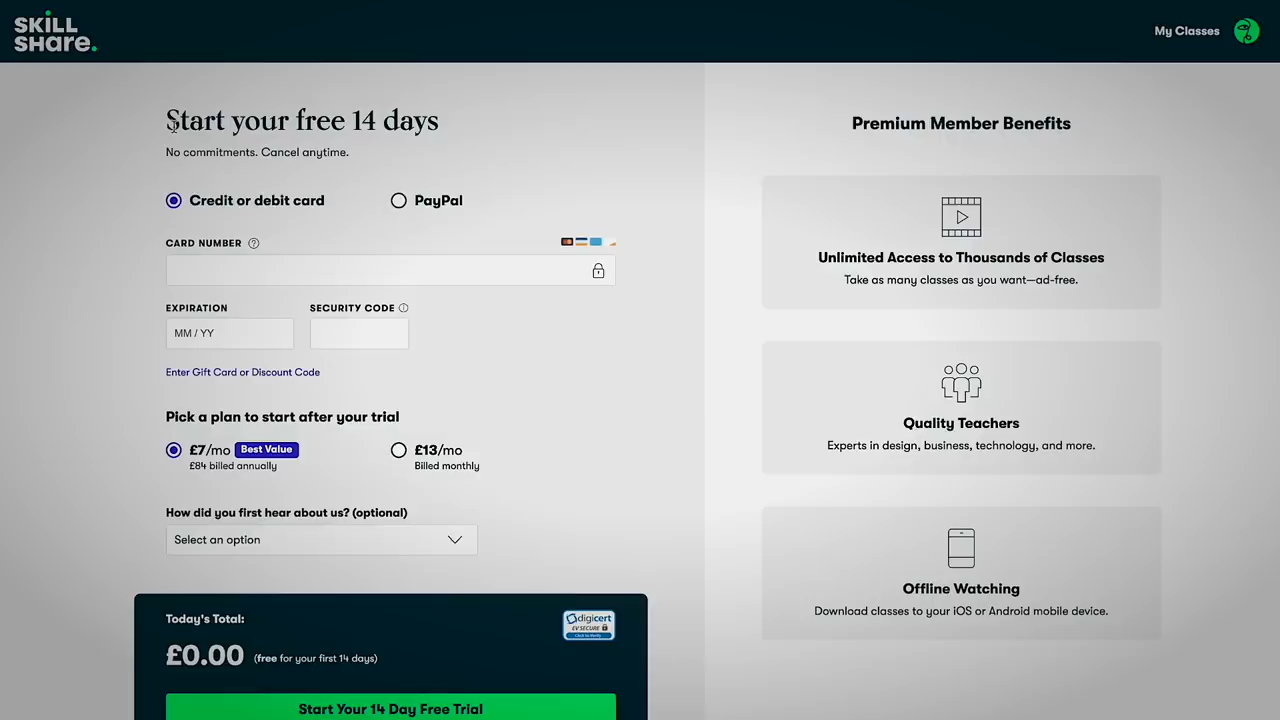 SKILL
SHare.
My Classes
Start your free 14 days
No commitments. Cancel anytime.
Credit or debit card
PayPal
CARD NUMBER
EXPIRATION
SECURITY CODE
MM / YY
Enter Gift Card or Discount Code
Pick a plan to start after your trial
£7/mo Best Value
£84 billed annually
£13/mo
Billed monthly
How did you first hear about us? (optional)
Select an option
Today's Total:
£0.00 (free for your first 14 days)
digicert
EV SECURE
Click to Verify
Start Your 14 Day Free Trial
Premium Member Benefits
Unlimited Access to Thousands of Classes
Take as many classes as you want—ad-free.
Quality Teachers
Experts in design, business, technology, and more.
Offline Watching
Download classes to your iOS or Android mobile device.